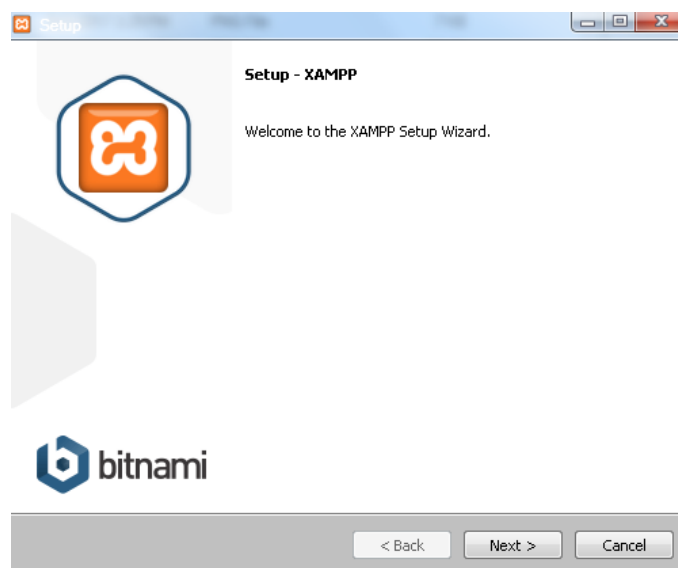 Setup
Setup - XAMPP
Welcome to the XAMPP Setup Wizard.
bitnami
< Back
Next >
Cancel